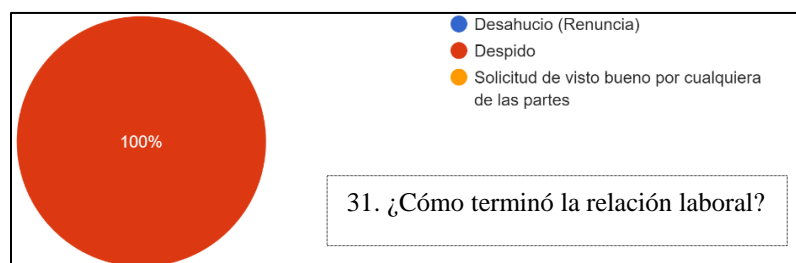 Desahucio (Renuncia)
Despido
Solicitud de visto bueno por cualquiera
de las partes
100%
31. ¿Cómo terminó la relación laboral?